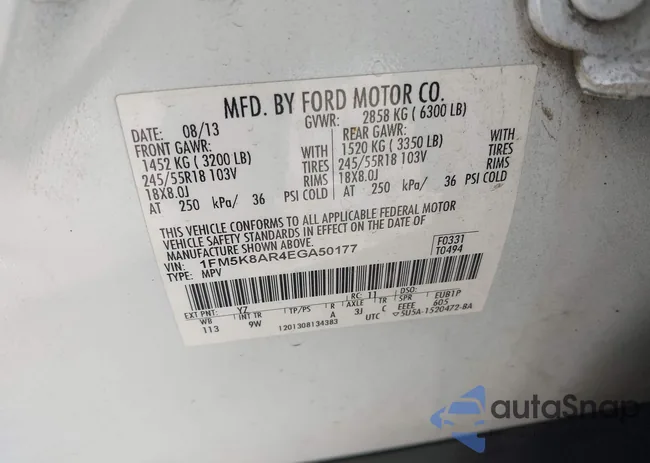 MFD. BY FORD MOTOR CO.
DATE: 08/13 GVWR: 2858 KG ( 6300 LB)
FRONT GAWR: REAR GAWR:
1452 KG ( 3200 LB) WITH 1520 KG ( 3350 LB) WITH
245/55R18 103V TIRES 245/55R18 103V TIRES
18X8.0J RIMS 18X8.0J RIMS
AT 250 kPa/ 36 PSI COLD AT 250 kPa/ 36 PSI COLD
THIS VEHICLE CONFORMS TO ALL APPLICABLE FEDERAL MOTOR
VEHICLE SAFETY STANDARDS IN EFFECT ON THE DATE OF
MANUFACTURE SHOWN ABOVE.
VIN: 1FM5K8AR4EGA50177 F0331
TYPE: MPV T0494
EXT PNT: YZ RC: 11 DSO: EUB1P
WB INT TR TP/PS R AXLE TR SPR 605
113 9W A 3J C EEEE
1201308134383 UTC 5U5A-1520472-8A
autoSnap